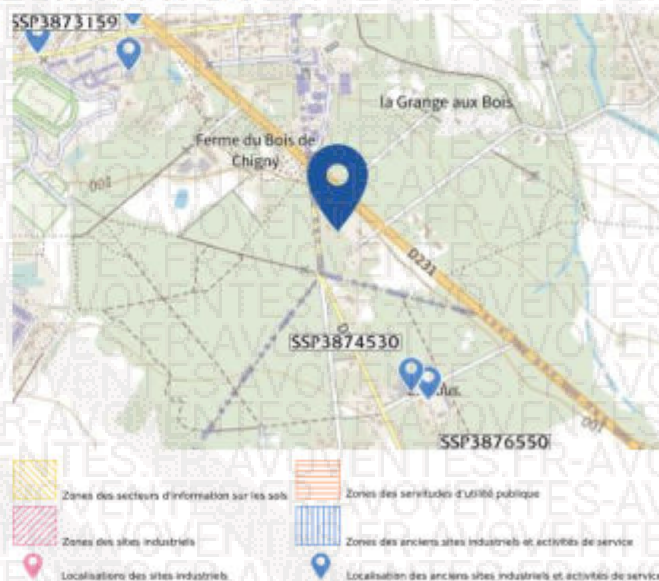 SSP3873159
la Grange aux Bois
Ferme du Bois de
Chigny
D231
SSP3874530
SSP3876550
Zones des secteurs d'information sur les sols
Zones des servitudes d'utilité publique
Zones des sites industriels
Zones des anciens sites industriels et activités de service
Localisations des sites industriels
Localisation des anciens sites industriels et activités de service